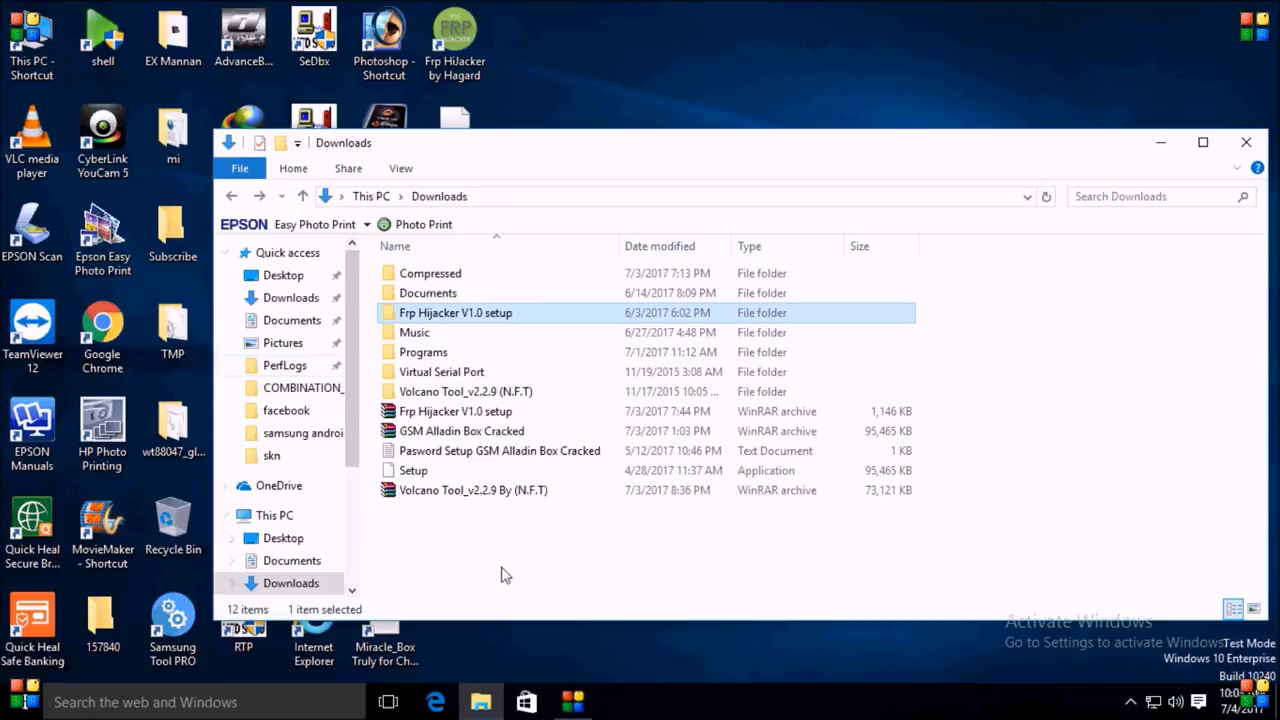 This PC -
Shortcut
shell
EX Mannan
AdvanceB...
SeDbx
Photoshop -
Shortcut
FRP
Frp HiJacker
by Hagard
VLC media
player
CyberLink
YouCam 5
mi
EPSON Scan
Epson Easy
Photo Print
Subscribe
TeamViewer
12
Google
Chrome
TMP
EPSON
Manuals
HP Photo
Printing
wt88047_gl...
Quick Heal
Secure Br...
MovieMaker
- Shortcut
Recycle Bin
Quick Heal
Safe Banking
157840
Samsung
Tool PRO
RTP
Internet
Explorer
Miracle_Box
Truly for Ch...
Downloads
File
Home
Share
View
This PC
Downloads
Search Downloads
EPSON
Easy Photo Print
Photo Print
Quick access
Desktop
Downloads
Documents
Pictures
PerfLogs
COMBINATION_
facebook
samsung androi
skn
OneDrive
This PC
Desktop
Documents
Downloads
Name Date modified Type Size
Compressed 7/3/2017 7:13 PM File folder
Documents 6/14/2017 8:09 PM File folder
Frp Hijacker V1.0 setup 6/3/2017 6:02 PM File folder
Music 6/27/2017 4:48 PM File folder
Programs 7/1/2017 11:12 AM File folder
Virtual Serial Port 11/19/2015 3:08 AM File folder
Volcano Tool_v2.2.9 (N.F.T) 11/17/2015 10:05 ... File folder
Frp Hijacker V1.0 setup 7/3/2017 7:44 PM WinRAR archive 1,146 KB
GSM Alladin Box Cracked 7/3/2017 1:03 PM WinRAR archive 95,465 KB
Pasword Setup GSM Alladin Box Cracked 5/12/2017 10:46 PM Text Document 1 KB
Setup 4/28/2017 11:37 AM Application 95,465 KB
Volcano Tool_v2.2.9 By (N.F.T) 7/3/2017 8:36 PM WinRAR archive 73,121 KB
12 items 1 item selected
Activate Windows
Go to Settings to activate Windows
Test Mode
Windows 10 Enterprise
Build 10240
Search the web and Windows
7/4/2017